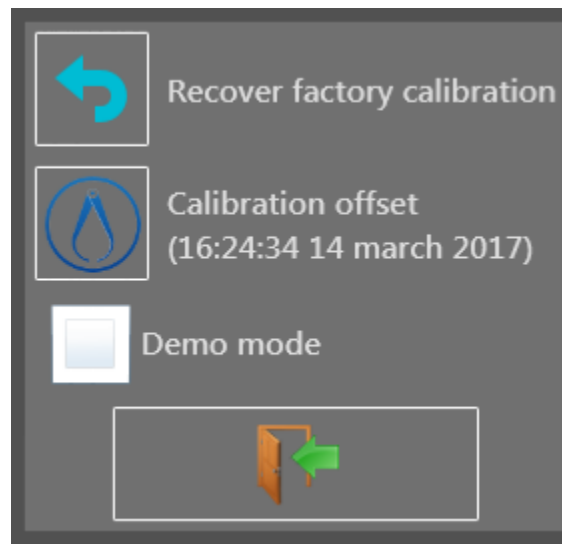 Recover factory calibration
Calibration offset
(16:24:34 14 march 2017)
Demo mode